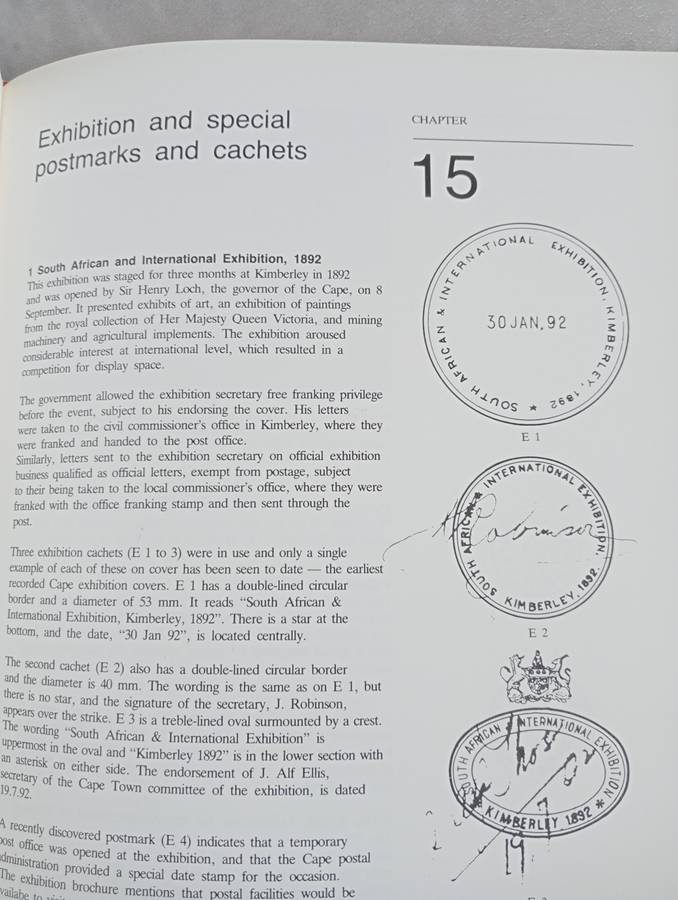 Exhibition and special
postmarks and cachets
CHAPTER
15
1 South African and International Exhibition, 1892
This exhibition was staged for three months at Kimberley in 1892
and was opened by Sir Henry Loch, the governor of the Cape, on 8
September. It presented exhibits of art, an exhibition of paintings
from the royal collection of Her Majesty Queen Victoria, and mining
machinery and agricultural implements. The exhibition aroused
considerable interest at international level, which resulted in a
competition for display space.
The government allowed the exhibition secretary free franking privilege
before the event, subject to his endorsing the cover. His letters
were taken to the civil commissioner's office in Kimberley, where they
were franked and handed to the post office.
Similarly, letters sent to the exhibition secretary on official exhibition
business qualified as official letters, exempt from postage, subject
to their being taken to the local commissioner's office, where they were
franked with the office franking stamp and then sent through the
post.
Three exhibition cachets (E 1 to 3) were in use and only a single
example of each of these on cover has been seen to date — the earliest
recorded Cape exhibition covers. E 1 has a double-lined circular
border and a diameter of 53 mm. It reads "South African &
International Exhibition, Kimberley, 1892". There is a star at the
bottom, and the date, "30 Jan 92", is located centrally.
The second cachet (E 2) also has a double-lined circular border
and the diameter is 40 mm. The wording is the same as on E 1, but
there is no star, and the signature of the secretary, J. Robinson,
appears over the strike. E 3 is a treble-lined oval surmounted by a crest.
The wording "South African & International Exhibition" is
uppermost in the oval and "Kimberley 1892" is in the lower section with
an asterisk on either side. The endorsement of J. Alf Ellis,
secretary of the Cape Town committee of the exhibition, is dated
19.7.92.
A recently discovered postmark (E 4) indicates that a temporary
post office was opened at the exhibition, and that the Cape postal
administration provided a special date stamp for the occasion.
The exhibition brochure mentions that postal facilities would be
SOUTH AFRICAN & INTERNATIONAL EXHIBITION, KIMBERLEY, 1892 ★
30 JAN, 92
E 1
SOUTH AFRICAN & INTERNATIONAL EXHIBITION,
KIMBERLEY, 1892.
Robinson
E 2
SOUTH AFRICAN & INTERNATIONAL EXHIBITION
* KIMBERLEY 1892 *